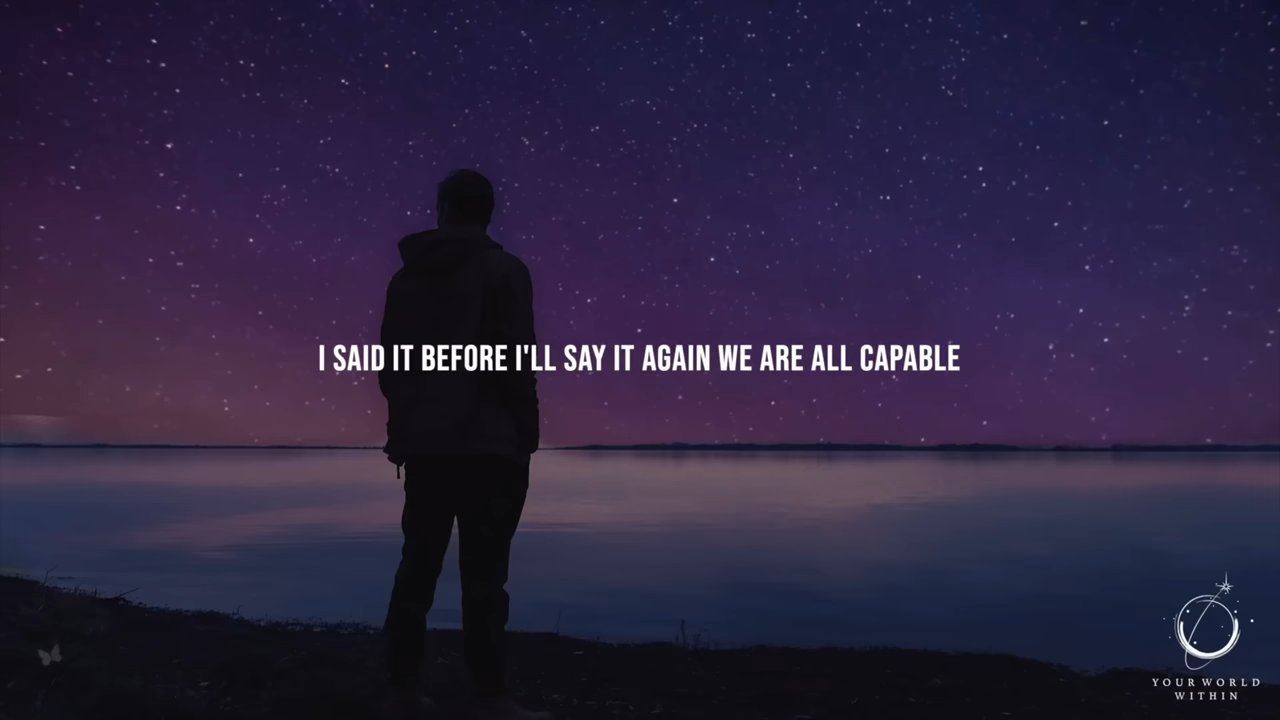 I SAID IT BEFORE I'LL SAY IT AGAIN WE ARE ALL CAPABLE
YOUR WORLD
WITHIN